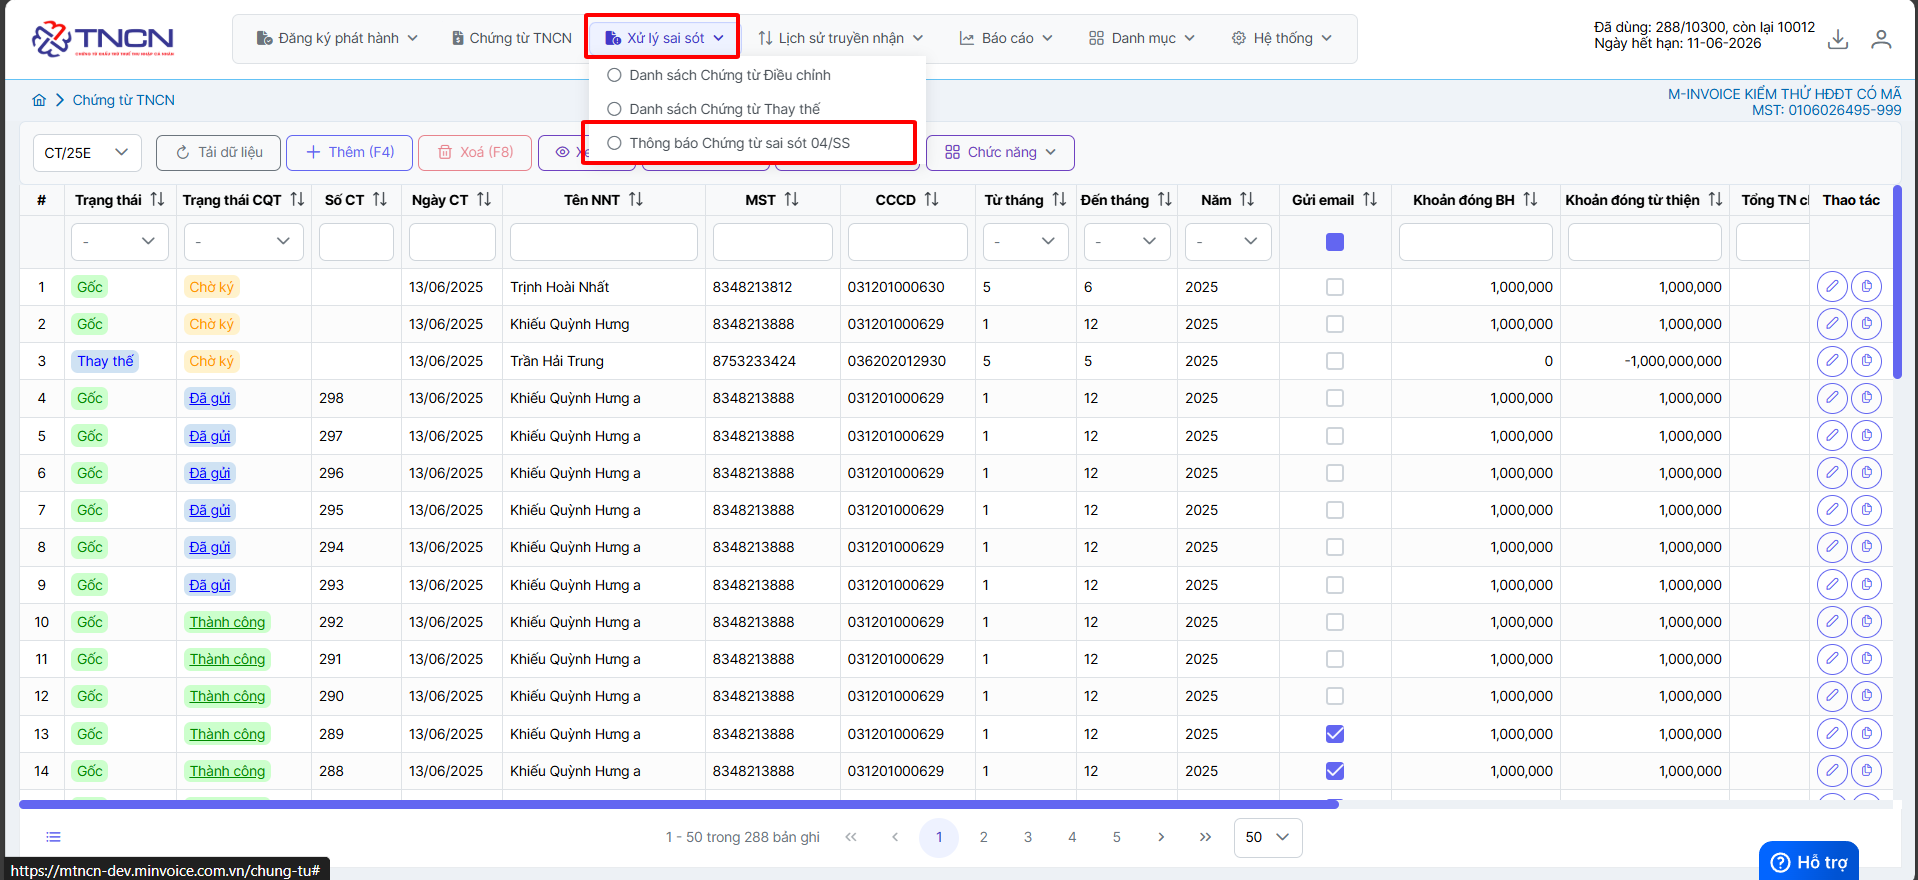 TNCN
Đăng ký phát hành
Chứng từ TNCN
Xử lý sai sót
Lịch sử truyền nhận
Báo cáo
Danh mục
Hệ thống
Đã dùng: 288/10300, còn lại 10012
Ngày hết hạn: 11-06-2026
Danh sách Chứng từ Điều chỉnh
Danh sách Chứng từ Thay thế
Thông báo Chứng từ sai sót 04/SS
Chứng từ TNCN
M-INVOICE KIỂM THỬ HĐĐT CÓ MÃ
MST: 0106026495-999
CT/25E
Tải dữ liệu
Thêm (F4)
Xoá (F8)
Chức năng
# Trạng thái Trạng thái CQT Số CT Ngày CT Tên NNT MST CCCD Từ tháng Đến tháng Năm Gửi email Khoản đóng BH Khoản đóng từ thiện Tổng TN Thao tác
- - - - -
1 Gốc Chờ ký 13/06/2025 Trịnh Hoài Nhất 8348213812 031201000630 5 6 2025 1,000,000 1,000,000
2 Gốc Chờ ký 13/06/2025 Khiếu Quỳnh Hưng 8348213888 031201000629 1 12 2025 1,000,000 1,000,000
3 Thay thế Chờ ký 13/06/2025 Trần Hải Trung 8753233424 036202012930 5 5 2025 0 -1,000,000,000
4 Gốc Đã gửi 298 13/06/2025 Khiếu Quỳnh Hưng a 8348213888 031201000629 1 12 2025 1,000,000 1,000,000
5 Gốc Đã gửi 297 13/06/2025 Khiếu Quỳnh Hưng a 8348213888 031201000629 1 12 2025 1,000,000 1,000,000
6 Gốc Đã gửi 296 13/06/2025 Khiếu Quỳnh Hưng a 8348213888 031201000629 1 12 2025 1,000,000 1,000,000
7 Gốc Đã gửi 295 13/06/2025 Khiếu Quỳnh Hưng a 8348213888 031201000629 1 12 2025 1,000,000 1,000,000
8 Gốc Đã gửi 294 13/06/2025 Khiếu Quỳnh Hưng a 8348213888 031201000629 1 12 2025 1,000,000 1,000,000
9 Gốc Đã gửi 293 13/06/2025 Khiếu Quỳnh Hưng a 8348213888 031201000629 1 12 2025 1,000,000 1,000,000
10 Gốc Thành công 292 13/06/2025 Khiếu Quỳnh Hưng a 8348213888 031201000629 1 12 2025 1,000,000 1,000,000
11 Gốc Thành công 291 13/06/2025 Khiếu Quỳnh Hưng a 8348213888 031201000629 1 12 2025 1,000,000 1,000,000
12 Gốc Thành công 290 13/06/2025 Khiếu Quỳnh Hưng a 8348213888 031201000629 1 12 2025 1,000,000 1,000,000
13 Gốc Thành công 289 13/06/2025 Khiếu Quỳnh Hưng a 8348213888 031201000629 1 12 2025 1,000,000 1,000,000
14 Gốc Thành công 288 13/06/2025 Khiếu Quỳnh Hưng a 8348213888 031201000629 1 12 2025 1,000,000 1,000,000
1 - 50 trong 288 bản ghi « ‹ 1 2 3 4 5 › » 50
Hỗ trợ
https://mtncn-dev.minvoice.com.vn/chung-tu#